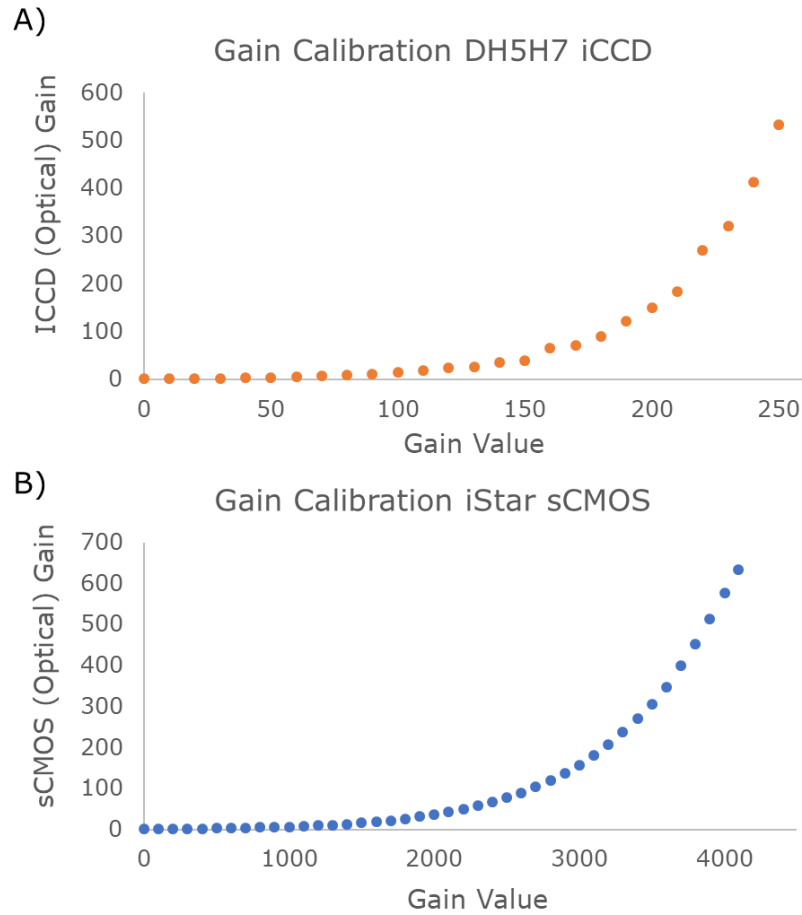 A)
Gain Calibration DH5H7 iCCD
ICCD (Optical) Gain
600
500
400
300
200
100
0
0 50 100 150 200 250
Gain Value
B)
Gain Calibration iStar sCMOS
sCMOS (Optical) Gain
700
600
500
400
300
200
100
0
0 1000 2000 3000 4000
Gain Value